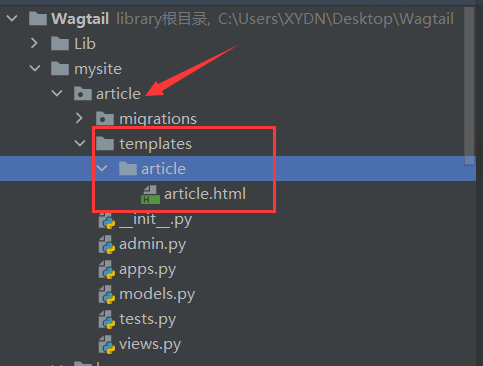 Wagtail library根目录, C:\Users\XYDN\Desktop\Wagtail
Lib
mysite
article
migrations
templates
article
article.html
__init__.py
admin.py
apps.py
models.py
tests.py
views.py